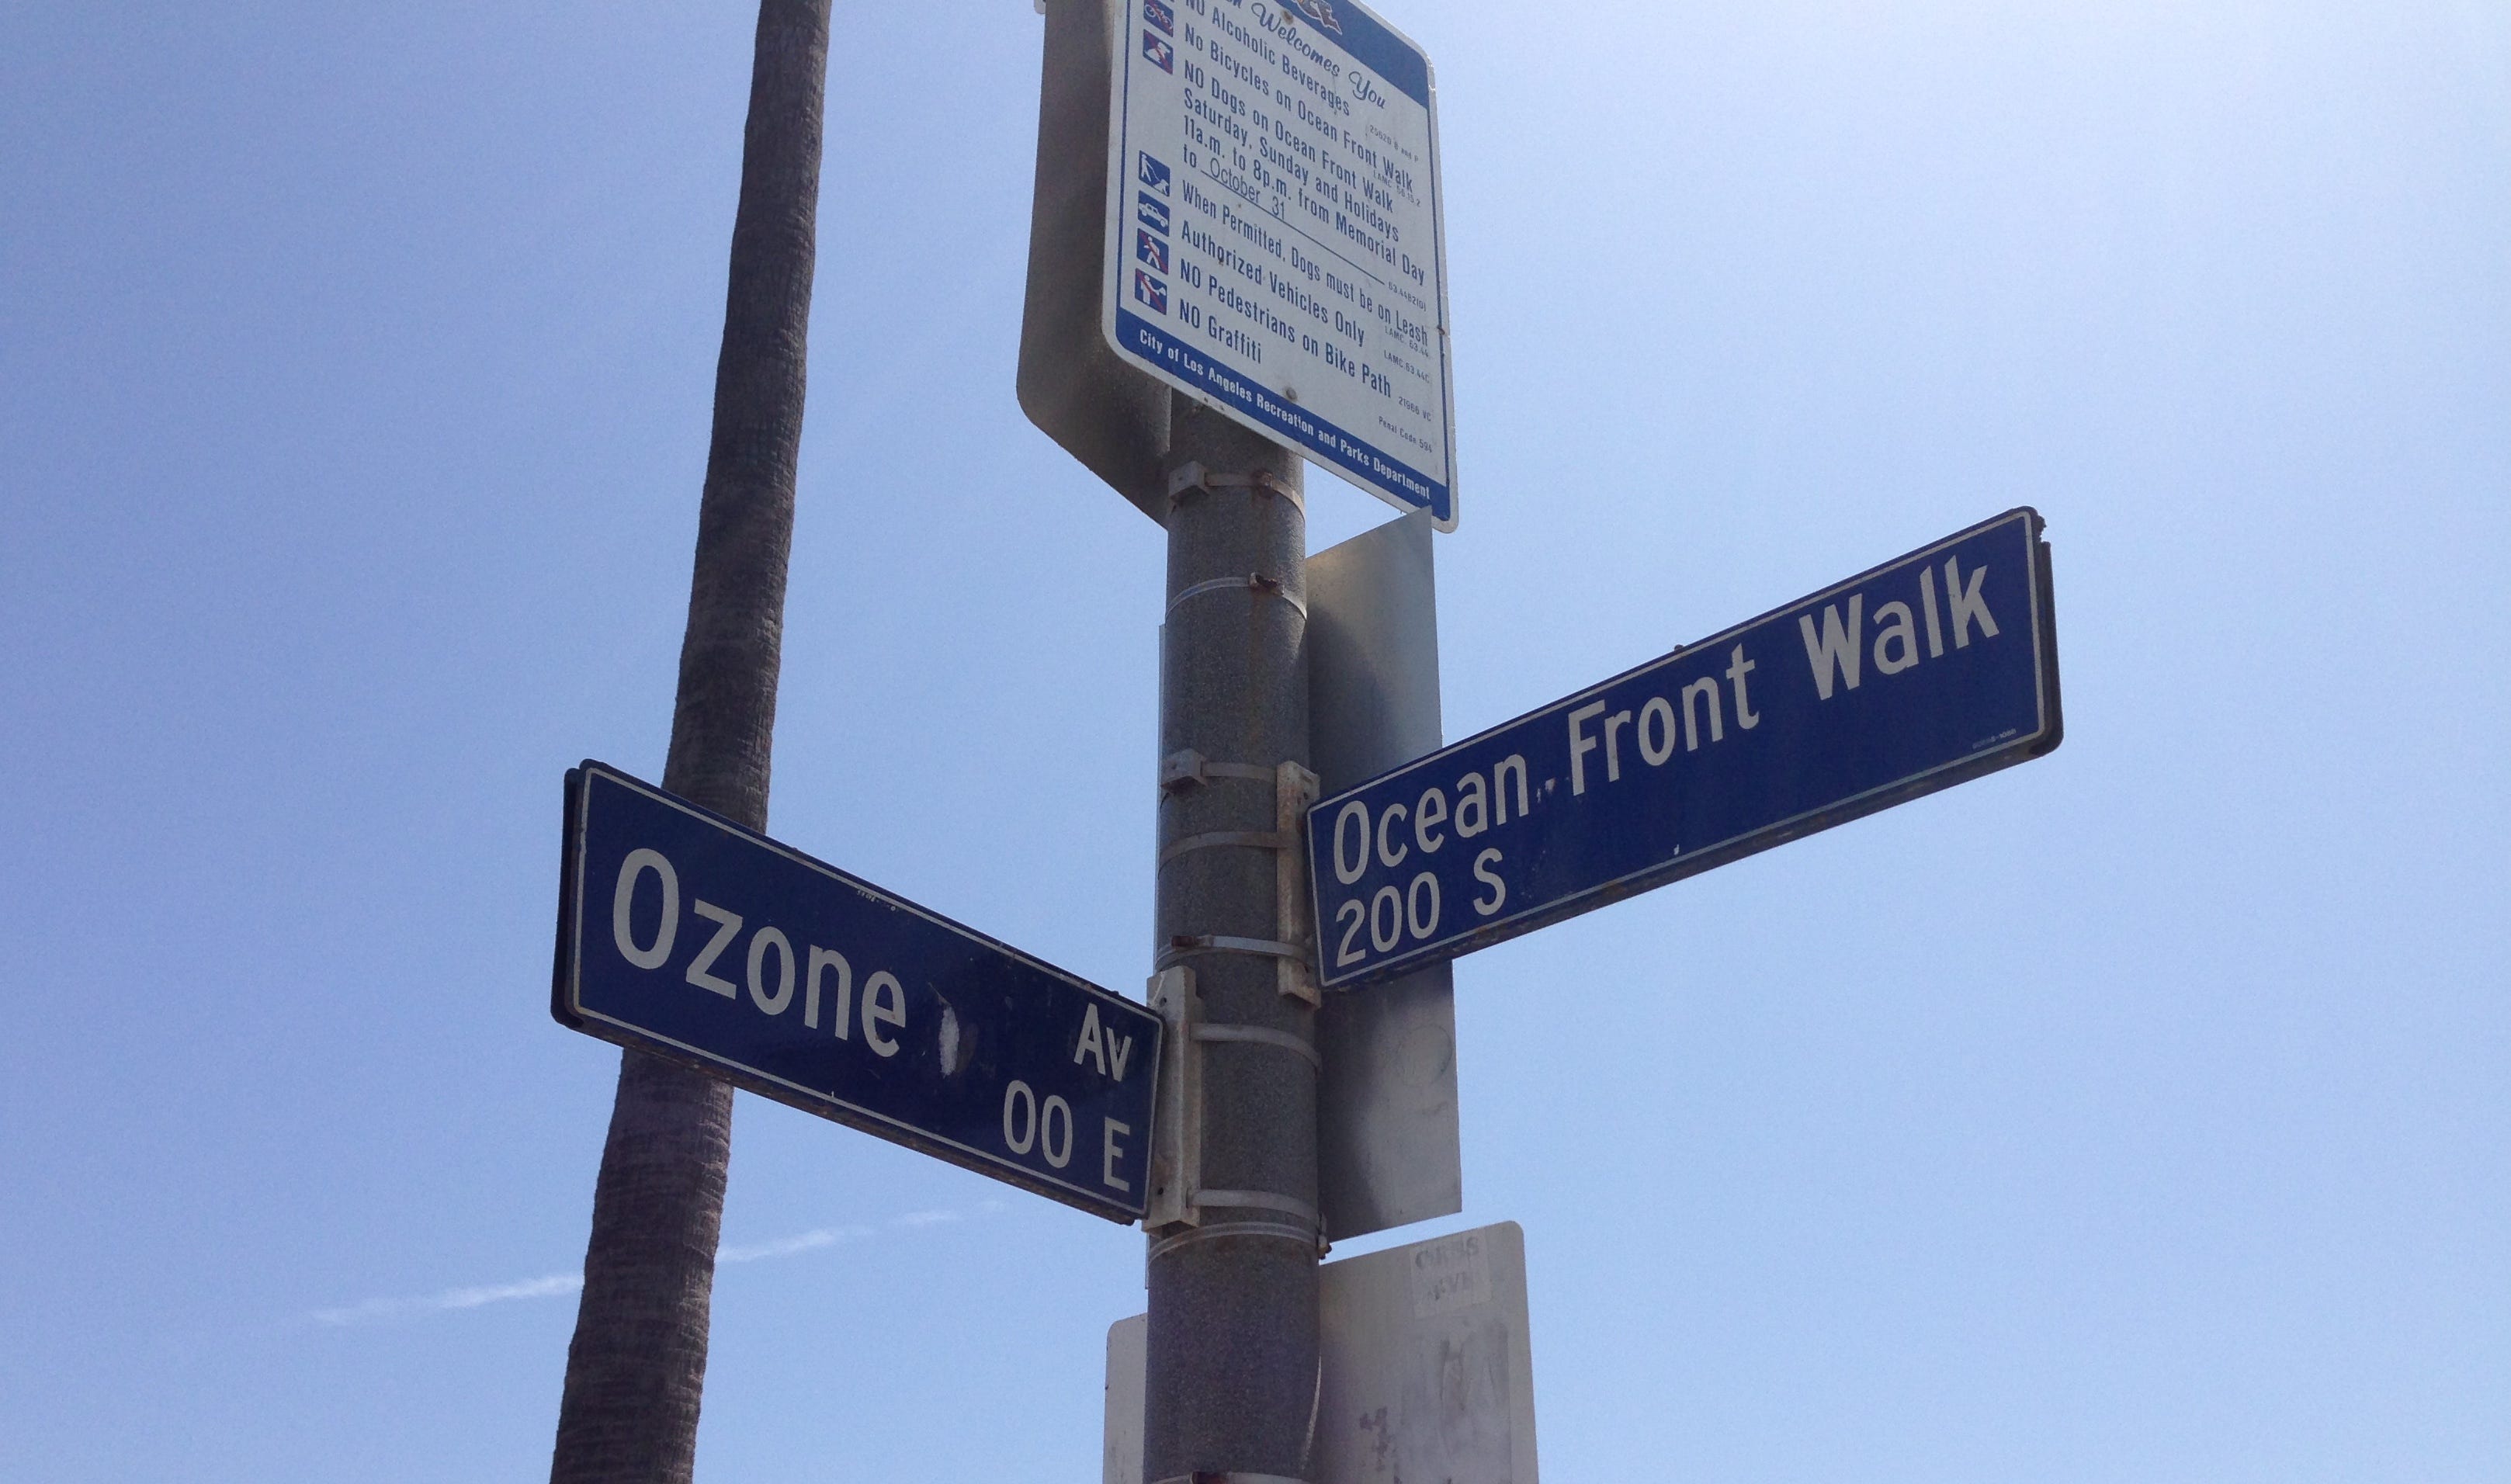 Welcomes You
NO Alcoholic Beverages
No Bicycles on Ocean Front Walk
NO Dogs on Ocean Front Walk
Saturday, Sunday and Holidays
11a.m. to 8p.m. from Memorial Day
to October 31
When Permitted, Dogs must be on Leash
Authorized Vehicles Only
NO Pedestrians on Bike Path
NO Graffiti
Penal Code 594
City of Los Angeles Recreation and Parks Department
Ocean Front Walk
200 S
Ozone Av
00 E